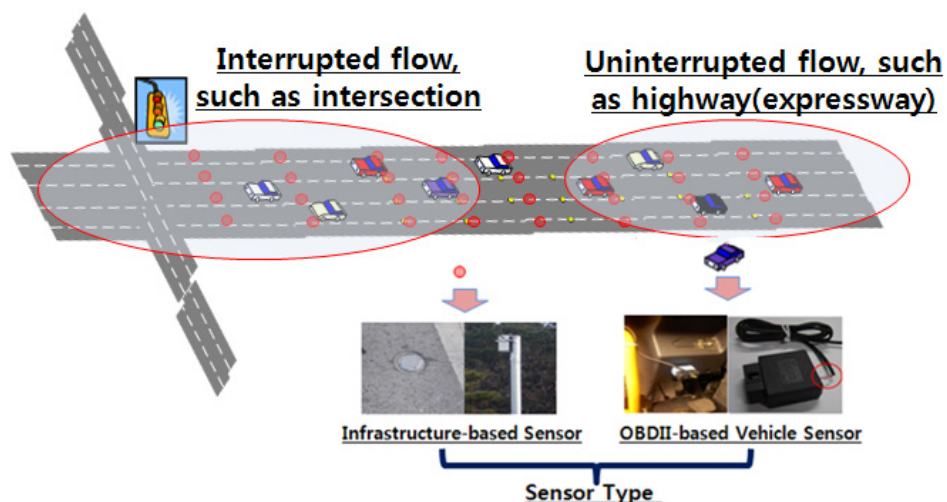 Interrupted flow,
such as intersection
Uninterrupted flow, such
as highway(expressway)
Infrastructure-based Sensor
OBDII-based Vehicle Sensor
Sensor Type